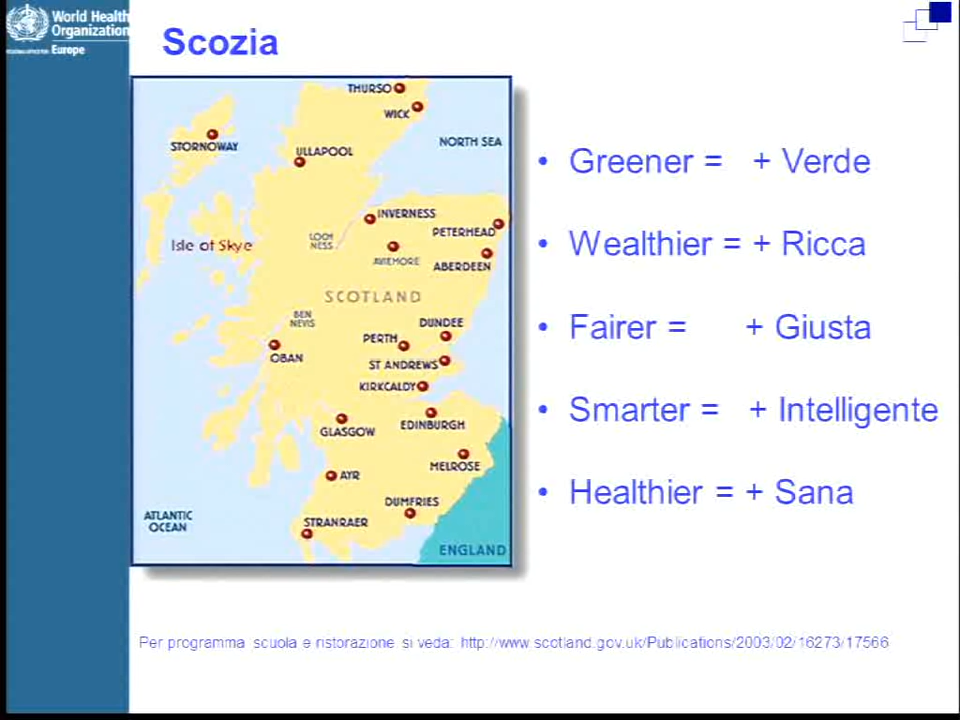 World Health
Organization
REGIONAL OFFICE FOR Europe
Scozia
THURSO
WICK
STORNOWAY
ULLAPOOL
NORTH SEA
INVERNESS
PETERHEAD
LOCH
NESS
Isle of Skye
AVIEMORE
ABERDEEN
SCOTLAND
BEN
NEVIS
DUNDEE
PERTH
OBAN
ST ANDREWS
KIRKCALDY
GLASGOW
EDINBURGH
MELROSE
AYR
DUMFRIES
ATLANTIC
OCEAN
STRANRAER
ENGLAND
• Greener = + Verde
• Wealthier = + Ricca
• Fairer = + Giusta
• Smarter = + Intelligente
• Healthier = + Sana
Per programma scuola e ristorazione si veda: http://www.scotland.gov.uk/Publications/2003/02/16273/17566